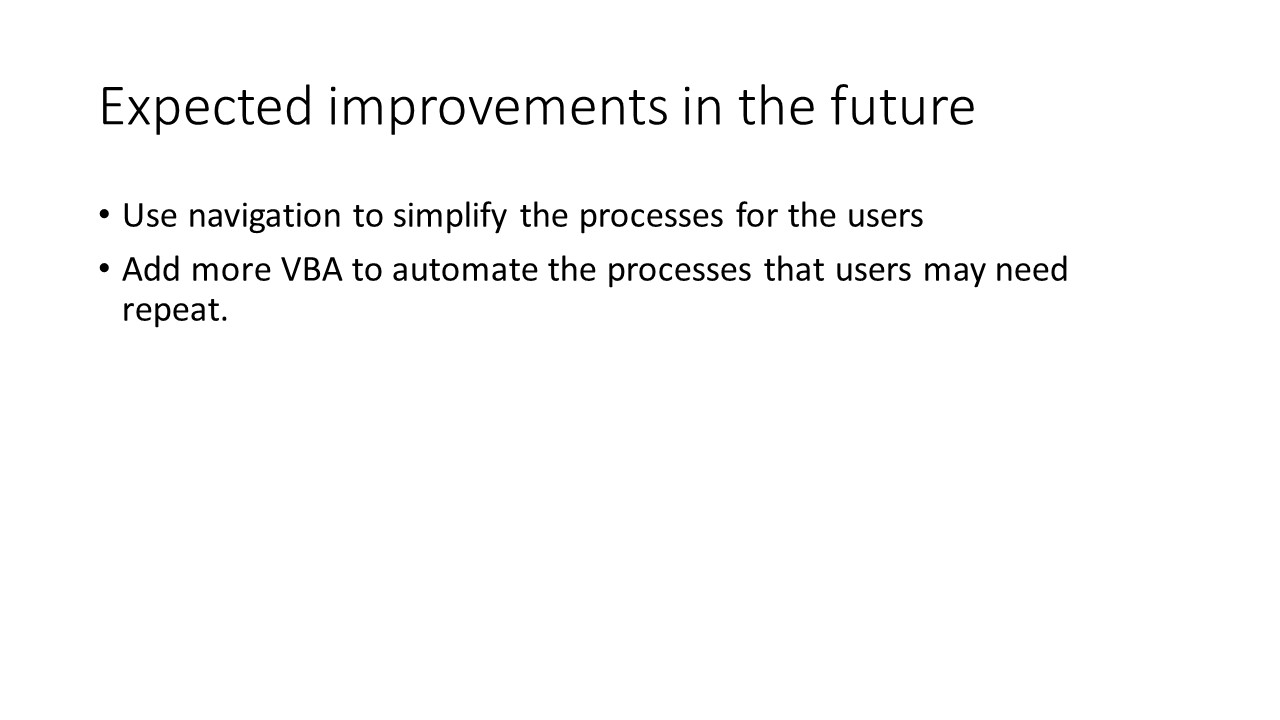 Expected improvements in the future
• Use navigation to simplify the processes for the users
• Add more VBA to automate the processes that users may need
repeat.